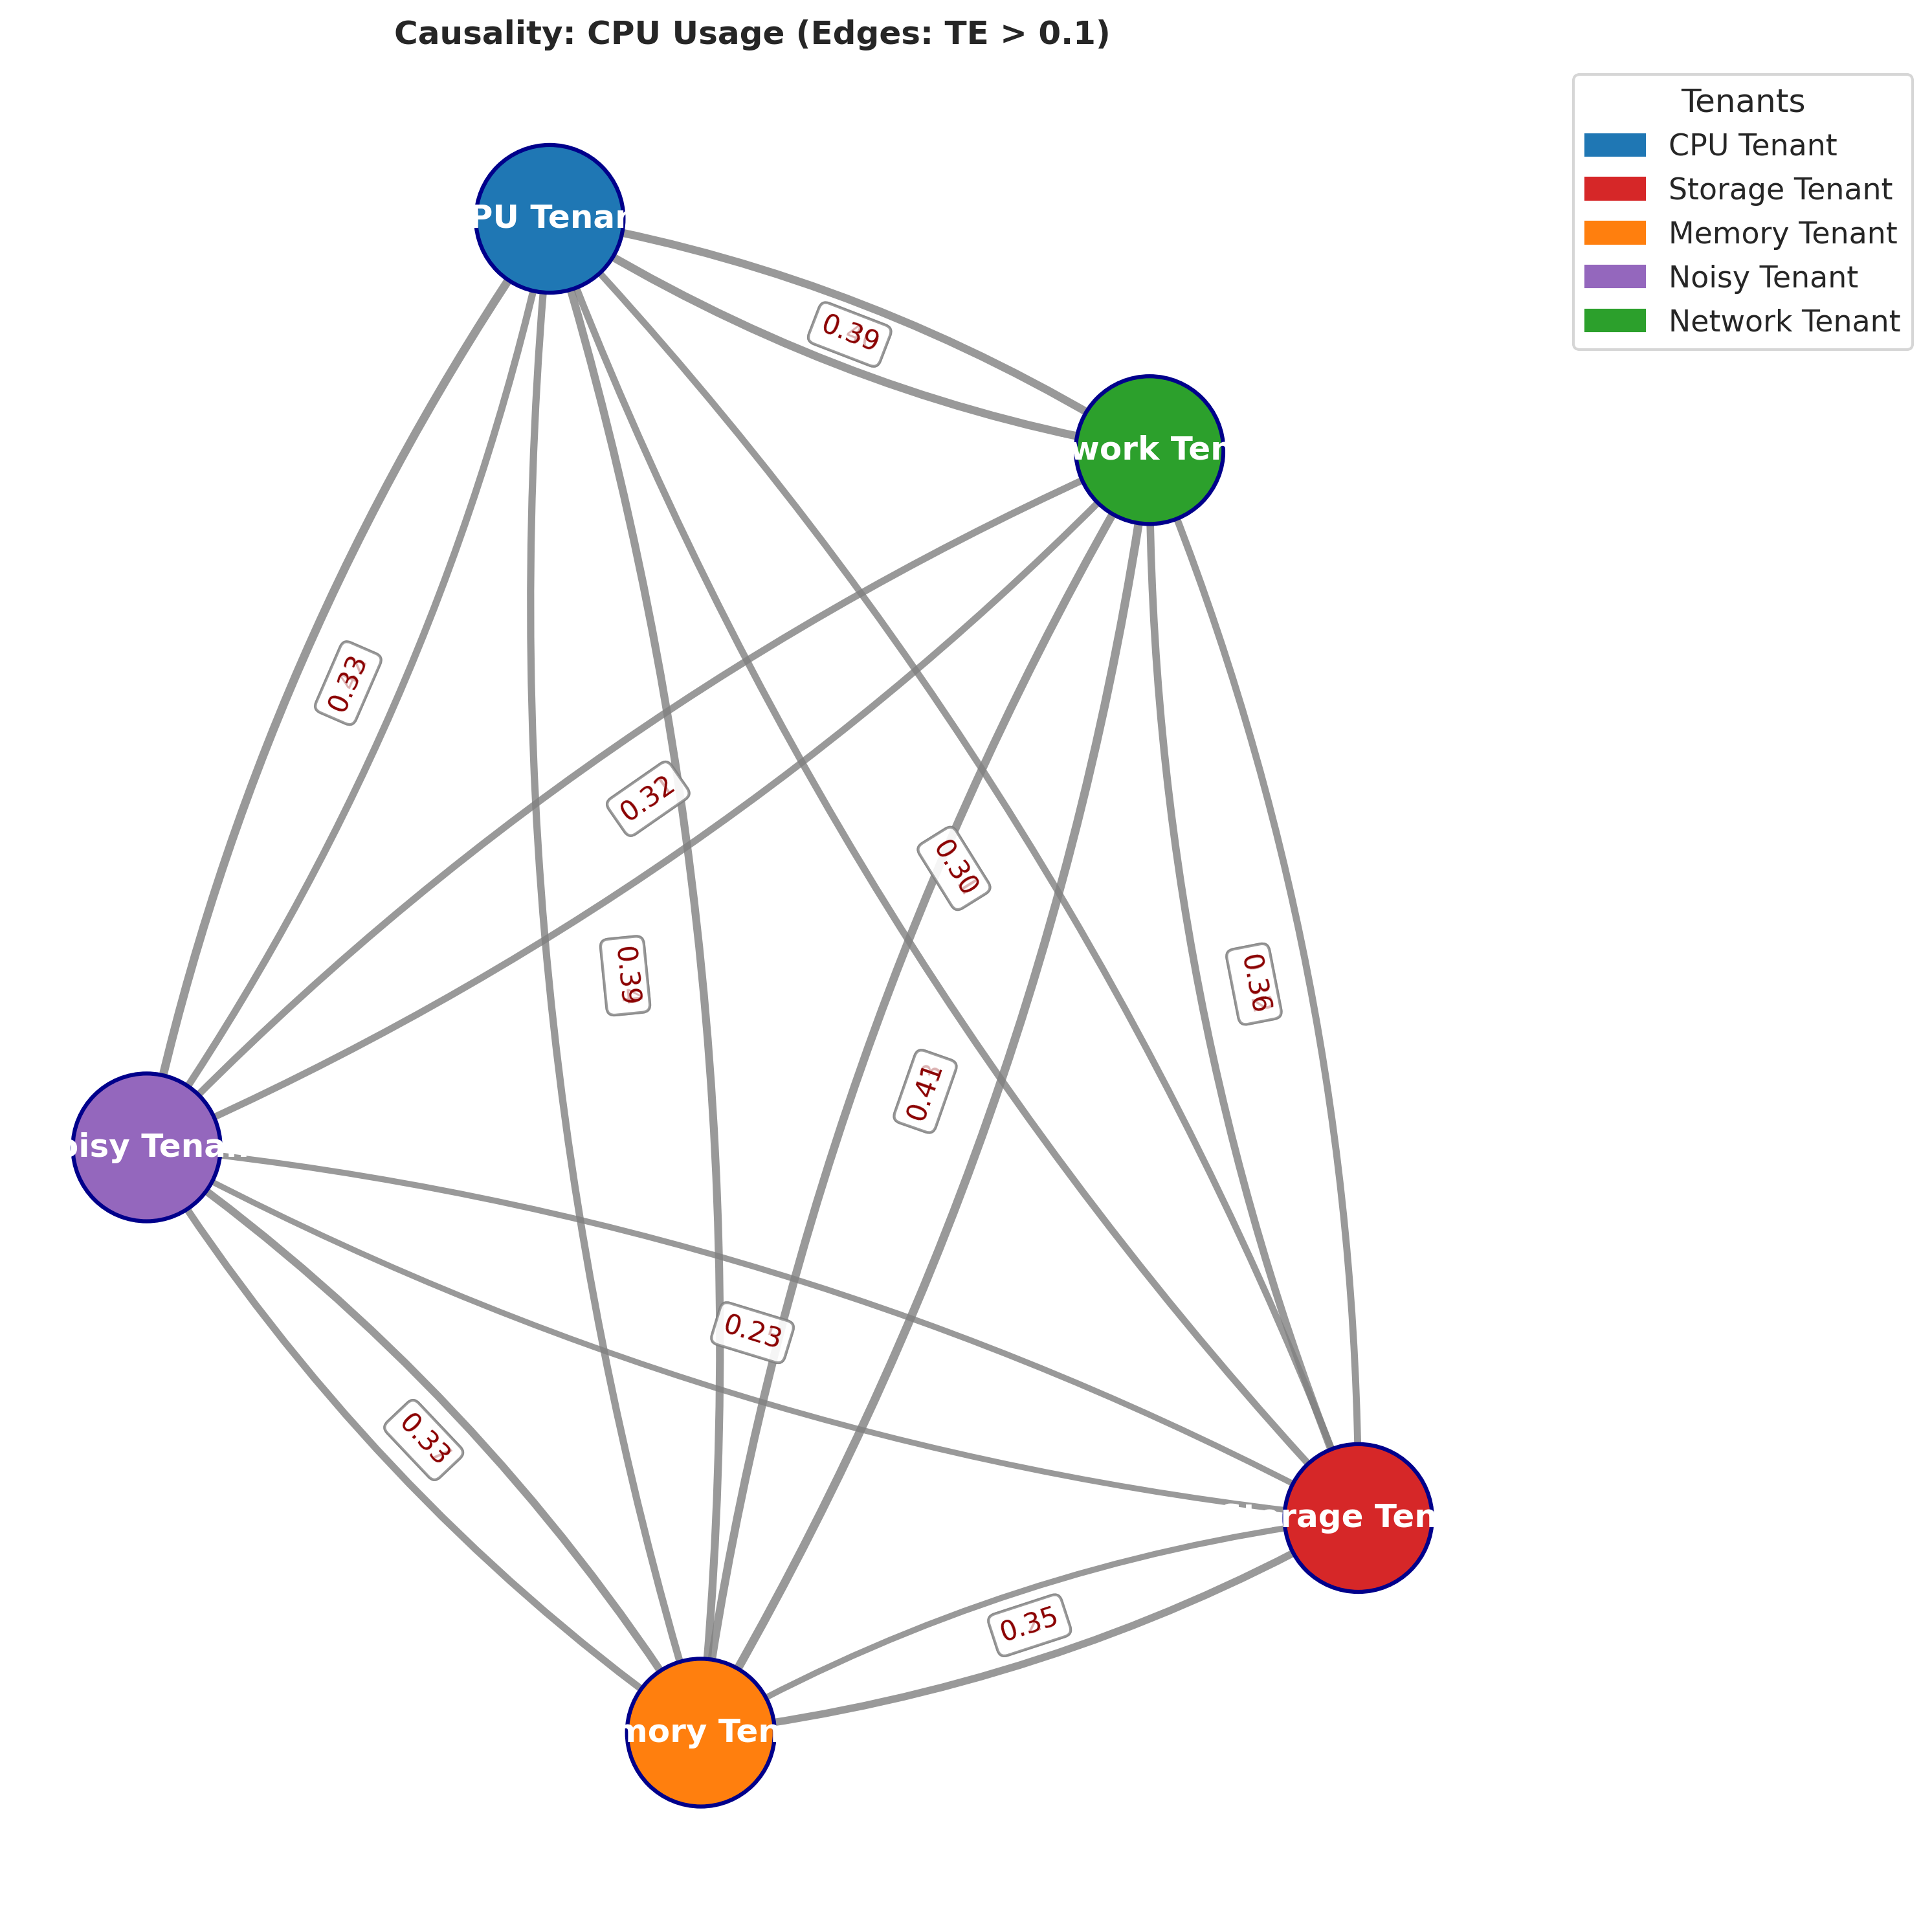 Causality: CPU Usage (Edges: TE > 0.1)
Tenants
CPU Tenant
Storage Tenant
Memory Tenant
Noisy Tenant
Network Tenant
PU Tenan
0.39
work Ten
0.33
0.32
0.30
0.39
0.36
0.41
oisy Tena
0.23
0.33
rage Ten
0.35
mory Ten